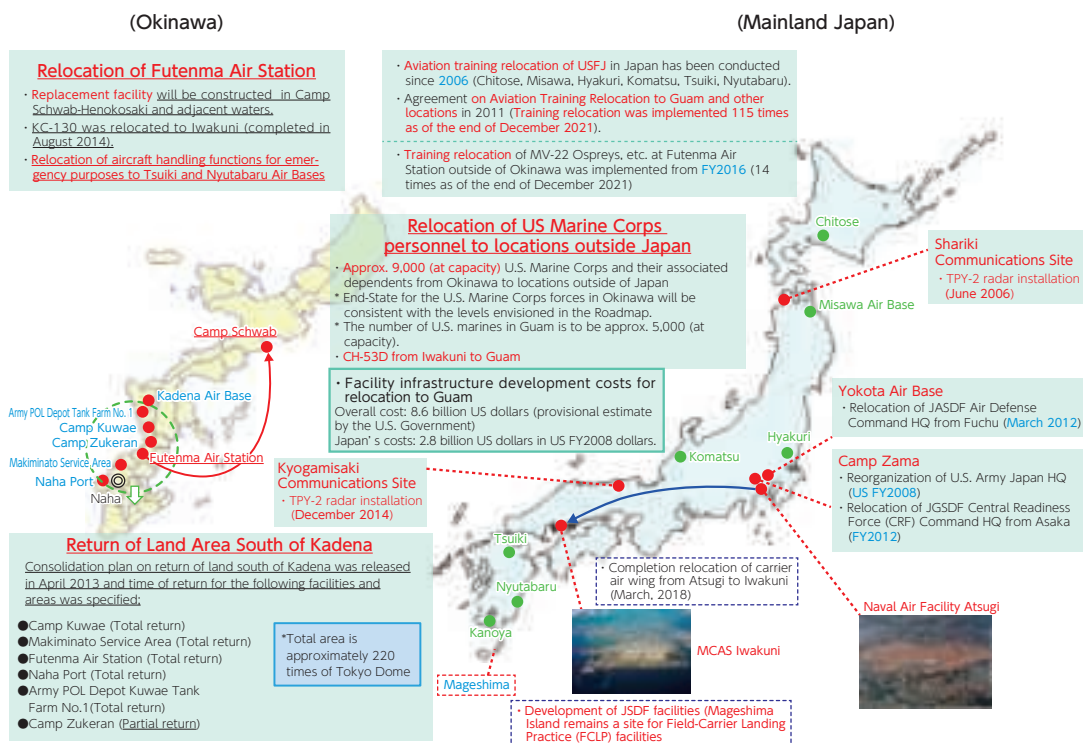 (Okinawa)
(Mainland Japan)
Relocation of Futenma Air Station
· Replacement facility will be constructed in Camp
Schwab-Henokosaki and adjacent waters.
· KC-130 was relocated to Iwakuni (completed in
August 2014).
· Relocation of aircraft handling functions for emer-
gency purposes to Tsuiki and Nyutabaru Air Bases
· Aviation training relocation of USFJ in Japan has been conducted
since 2006 (Chitose, Misawa, Hyakuri, Komatsu, Tsuiki, Nyutabaru).
· Agreement on Aviation Training Relocation to Guam and other
locations in 2011 (Training relocation was implemented 115 times
as of the end of December 2021).
· Training relocation of MV-22 Ospreys, etc. at Futenma Air
Station outside of Okinawa was implemented from FY2016 (14
times as of the end of December 2021)
Relocation of US Marine Corps
personnel to locations outside Japan
· Approx. 9,000 (at capacity) U.S. Marine Corps and their associated
dependents from Okinawa to locations outside of Japan
* End-State for the U.S. Marine Corps forces in Okinawa will be
consistent with the levels envisioned in the Roadmap.
* The number of U.S. marines in Guam is to be approx. 5,000 (at
capacity).
· CH-53D from Iwakuni to Guam
· Facility infrastructure development costs for
relocation to Guam
Overall cost: 8.6 billion US dollars (provisional estimate
by the U.S. Government)
Japan's costs: 2.8 billion US dollars in US FY2008 dollars.
Chitose
Shariki
Communications Site
· TPY-2 radar installation
(June 2006)
Misawa Air Base
Camp Schwab
Kadena Air Base
Army POL Depot Tank Farm No. 1
Camp Kuwae
Camp Zukeran
Futenma Air Station
Makiminato Service Area
Naha Port
Naha
Kyogamisaki
Communications Site
· TPY-2 radar installation
(December 2014)
Komatsu
Hyakuri
Yokota Air Base
· Relocation of JASDF Air Defense
Command HQ from Fuchu (March 2012)
Camp Zama
· Reorganization of U.S. Army Japan HQ
(US FY2008)
· Relocation of JGSDF Central Readiness
Force (CRF) Command HQ from Asaka
(FY2012)
Return of Land Area South of Kadena
Consolidation plan on return of land south of Kadena was released
in April 2013 and time of return for the following facilities and
areas was specified;
●Camp Kuwae (Total return)
●Makiminato Service Area (Total return)
●Futenma Air Station (Total return)
●Naha Port (Total return)
●Army POL Depot Kuwae Tank
Farm No.1(Total return)
●Camp Zukeran (Partial return)
*Total area is
approximately 220
times of Tokyo Dome
Tsuiki
Nyutabaru
Kanoya
Mageshima
· Completion relocation of carrier
air wing from Atsugi to Iwakuni
(March, 2018)
MCAS Iwakuni
Naval Air Facility Atsugi
· Development of JSDF facilities (Mageshima
Island remains a site for Field-Carrier Landing
Practice (FCLP) facilities